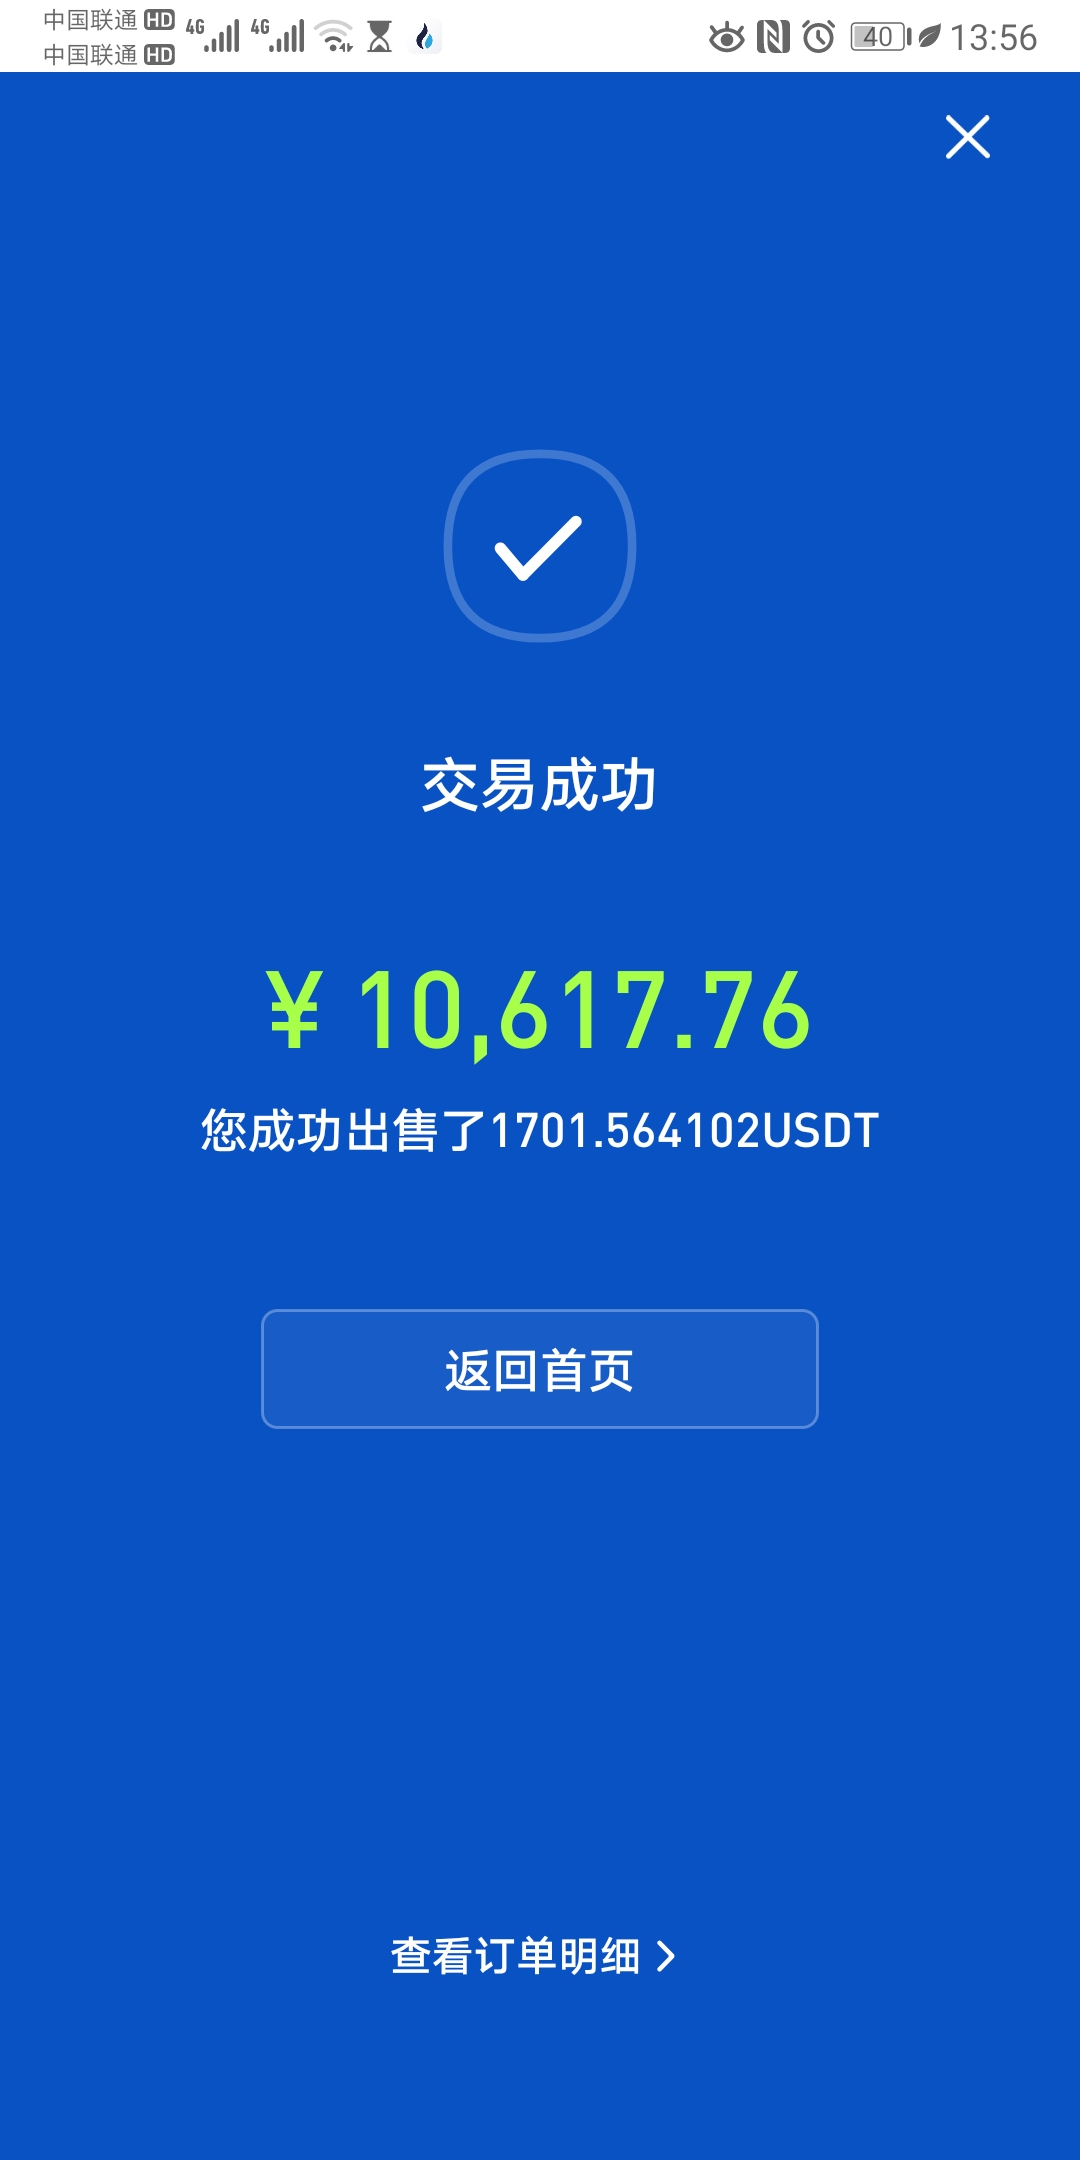 中国联通 HD 4G 4G 40 13:56
中国联通 HD
交易成功
¥ 10,617.76
您成功出售了1701.564102USDT
返回首页
查看订单明细